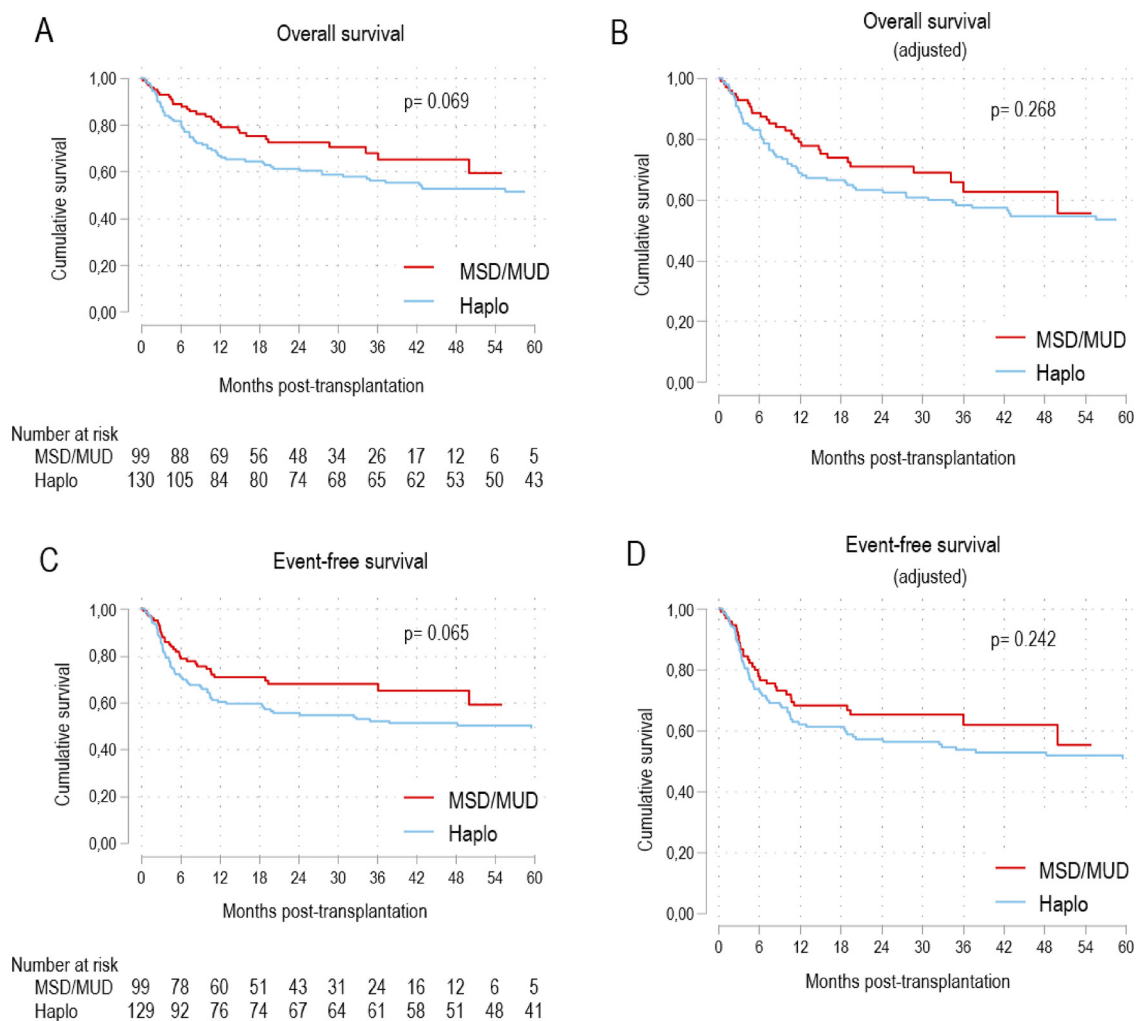 A
Overall survival
1,00
0,80
0,60
0,40
0,20
0,00
Cumulative survival
p= 0.069
MSD/MUD
Haplo
0 6 12 18 24 30 36 42 48 54 60
Months post-transplantation
Number at risk
MSD/MUD 99 88 69 56 48 34 26 17 12 6 5
Haplo 130 105 84 80 74 68 65 62 53 50 43
B
Overall survival
(adjusted)
1,00
0,80
0,60
0,40
0,20
0,00
Cumulative survival
p= 0.268
MSD/MUD
Haplo
0 6 12 18 24 30 36 42 48 54 60
Months post-transplantation
C
Event-free survival
1,00
0,80
0,60
0,40
0,20
0,00
Cumulative survival
p= 0.065
MSD/MUD
Haplo
0 6 12 18 24 30 36 42 48 54 60
Months post-transplantation
Number at risk
MSD/MUD 99 78 60 51 43 31 24 16 12 6 5
Haplo 129 92 76 74 67 64 61 58 51 48 41
D
Event-free survival
(adjusted)
1,00
0,80
0,60
0,40
0,20
0,00
Cumulative survival
p= 0.242
MSD/MUD
Haplo
0 6 12 18 24 30 36 42 48 54 60
Months post-transplantation